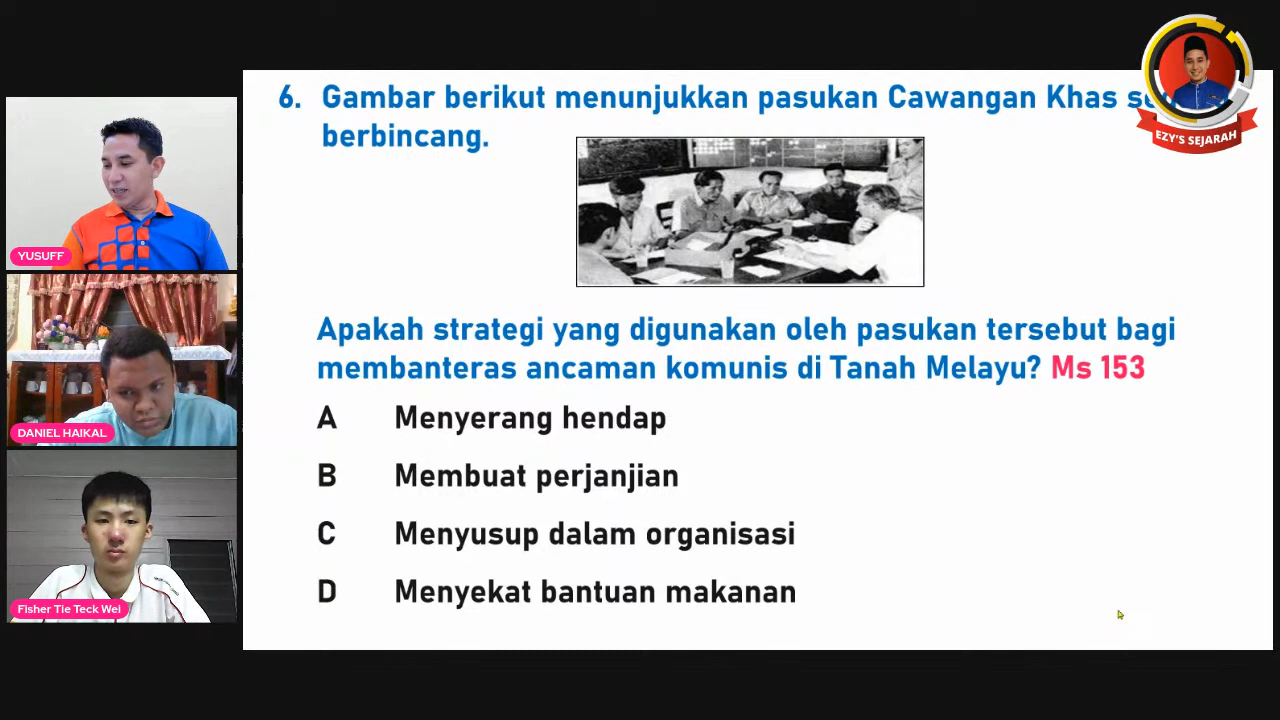 6. Gambar berikut menunjukkan pasukan Cawangan Khas
berbincang.
EZY'S SEJARAH
YUSUFF
Apakah strategi yang digunakan oleh pasukan tersebut bagi
membanteras ancaman komunis di Tanah Melayu? Ms 153
A Menyerang hendap
DANIEL HAIKAL
B Membuat perjanjian
C Menyusup dalam organisasi
D Menyekat bantuan makanan
Fisher Tie Teck Wei